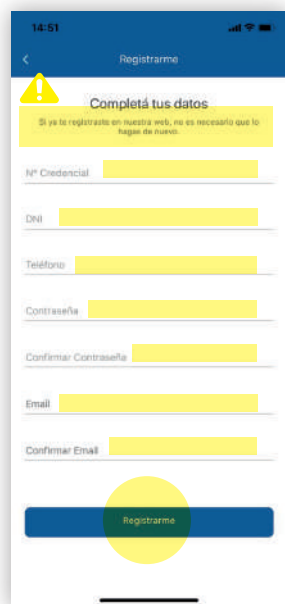 14:51
Registrarme
Completá tus datos
Si ya te registraste en nuestra web, no es necesario que lo
hagas de nuevo.
Nº Credencial
DNI
Teléfono
Contraseña
Confirmar Contraseña
Email
Confirmar Email
Registrarme